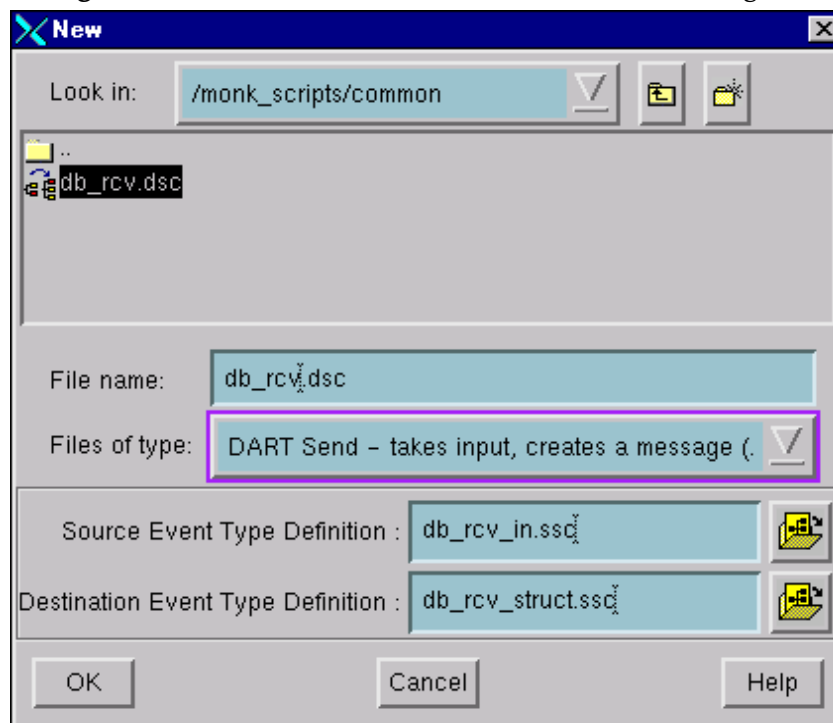 New
Look in: /monk_scripts/common
..
db_rcv.dsc
File name: db_rcv.dsc
Files of type: DART Send – takes input, creates a message (.
Source Event Type Definition : db_rcv_in.ssc
Destination Event Type Definition : db_rcv_struct.ssc
OK Cancel Help